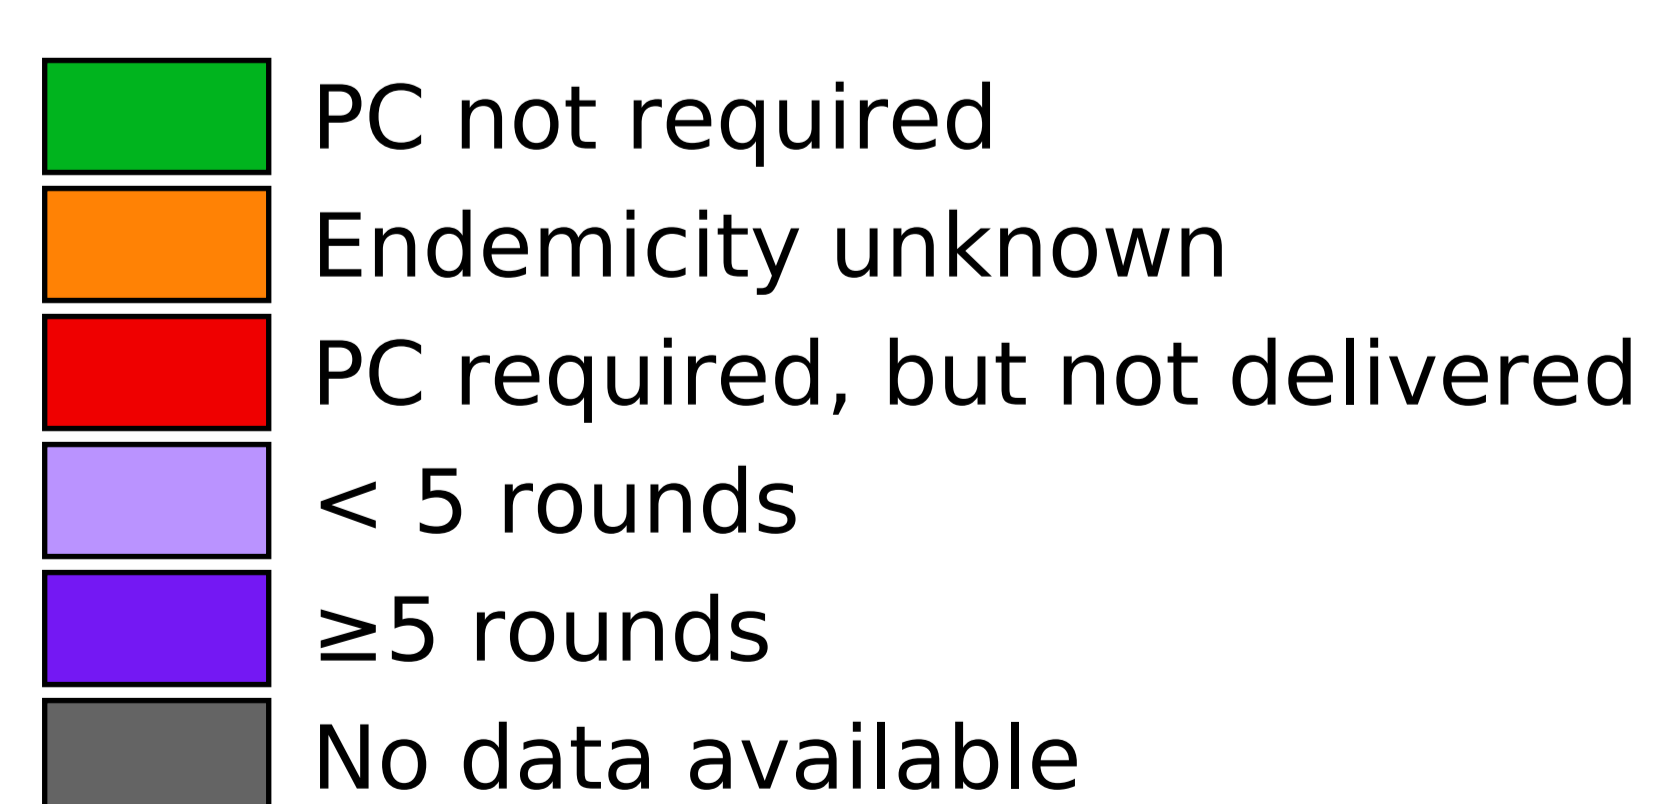 PC not required
Endemicity unknown
PC required, but not delivered
< 5 rounds
≥5 rounds
No data available